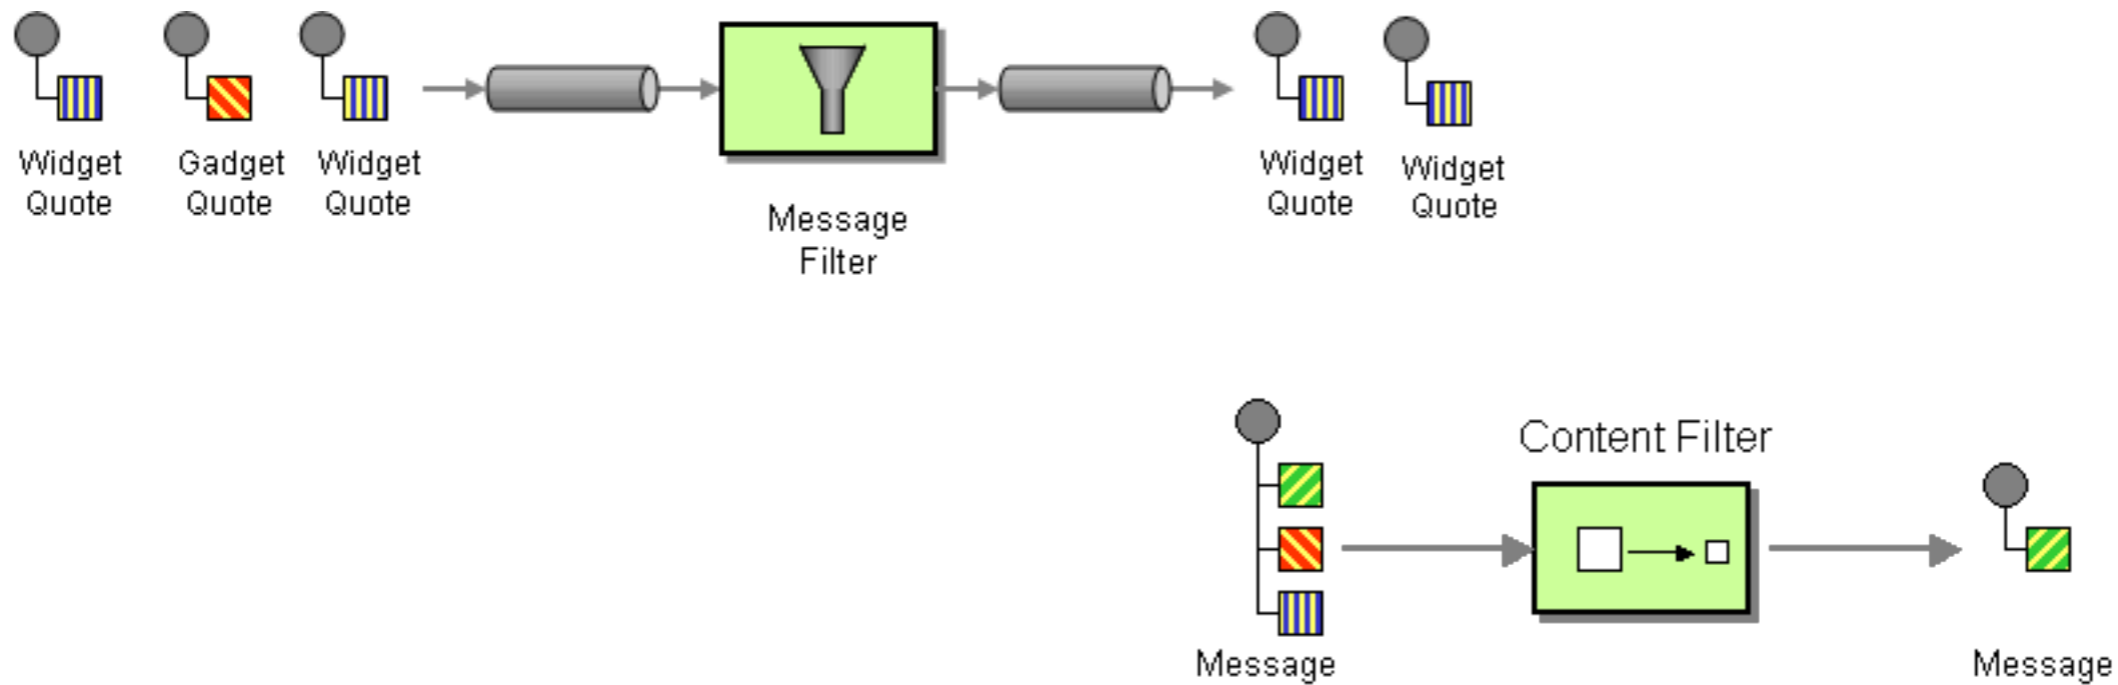 Widget
Quote
Gadget
Quote
Widget
Quote
Message
Filter
Widget
Quote
Widget
Quote
Content Filter
Message
Message